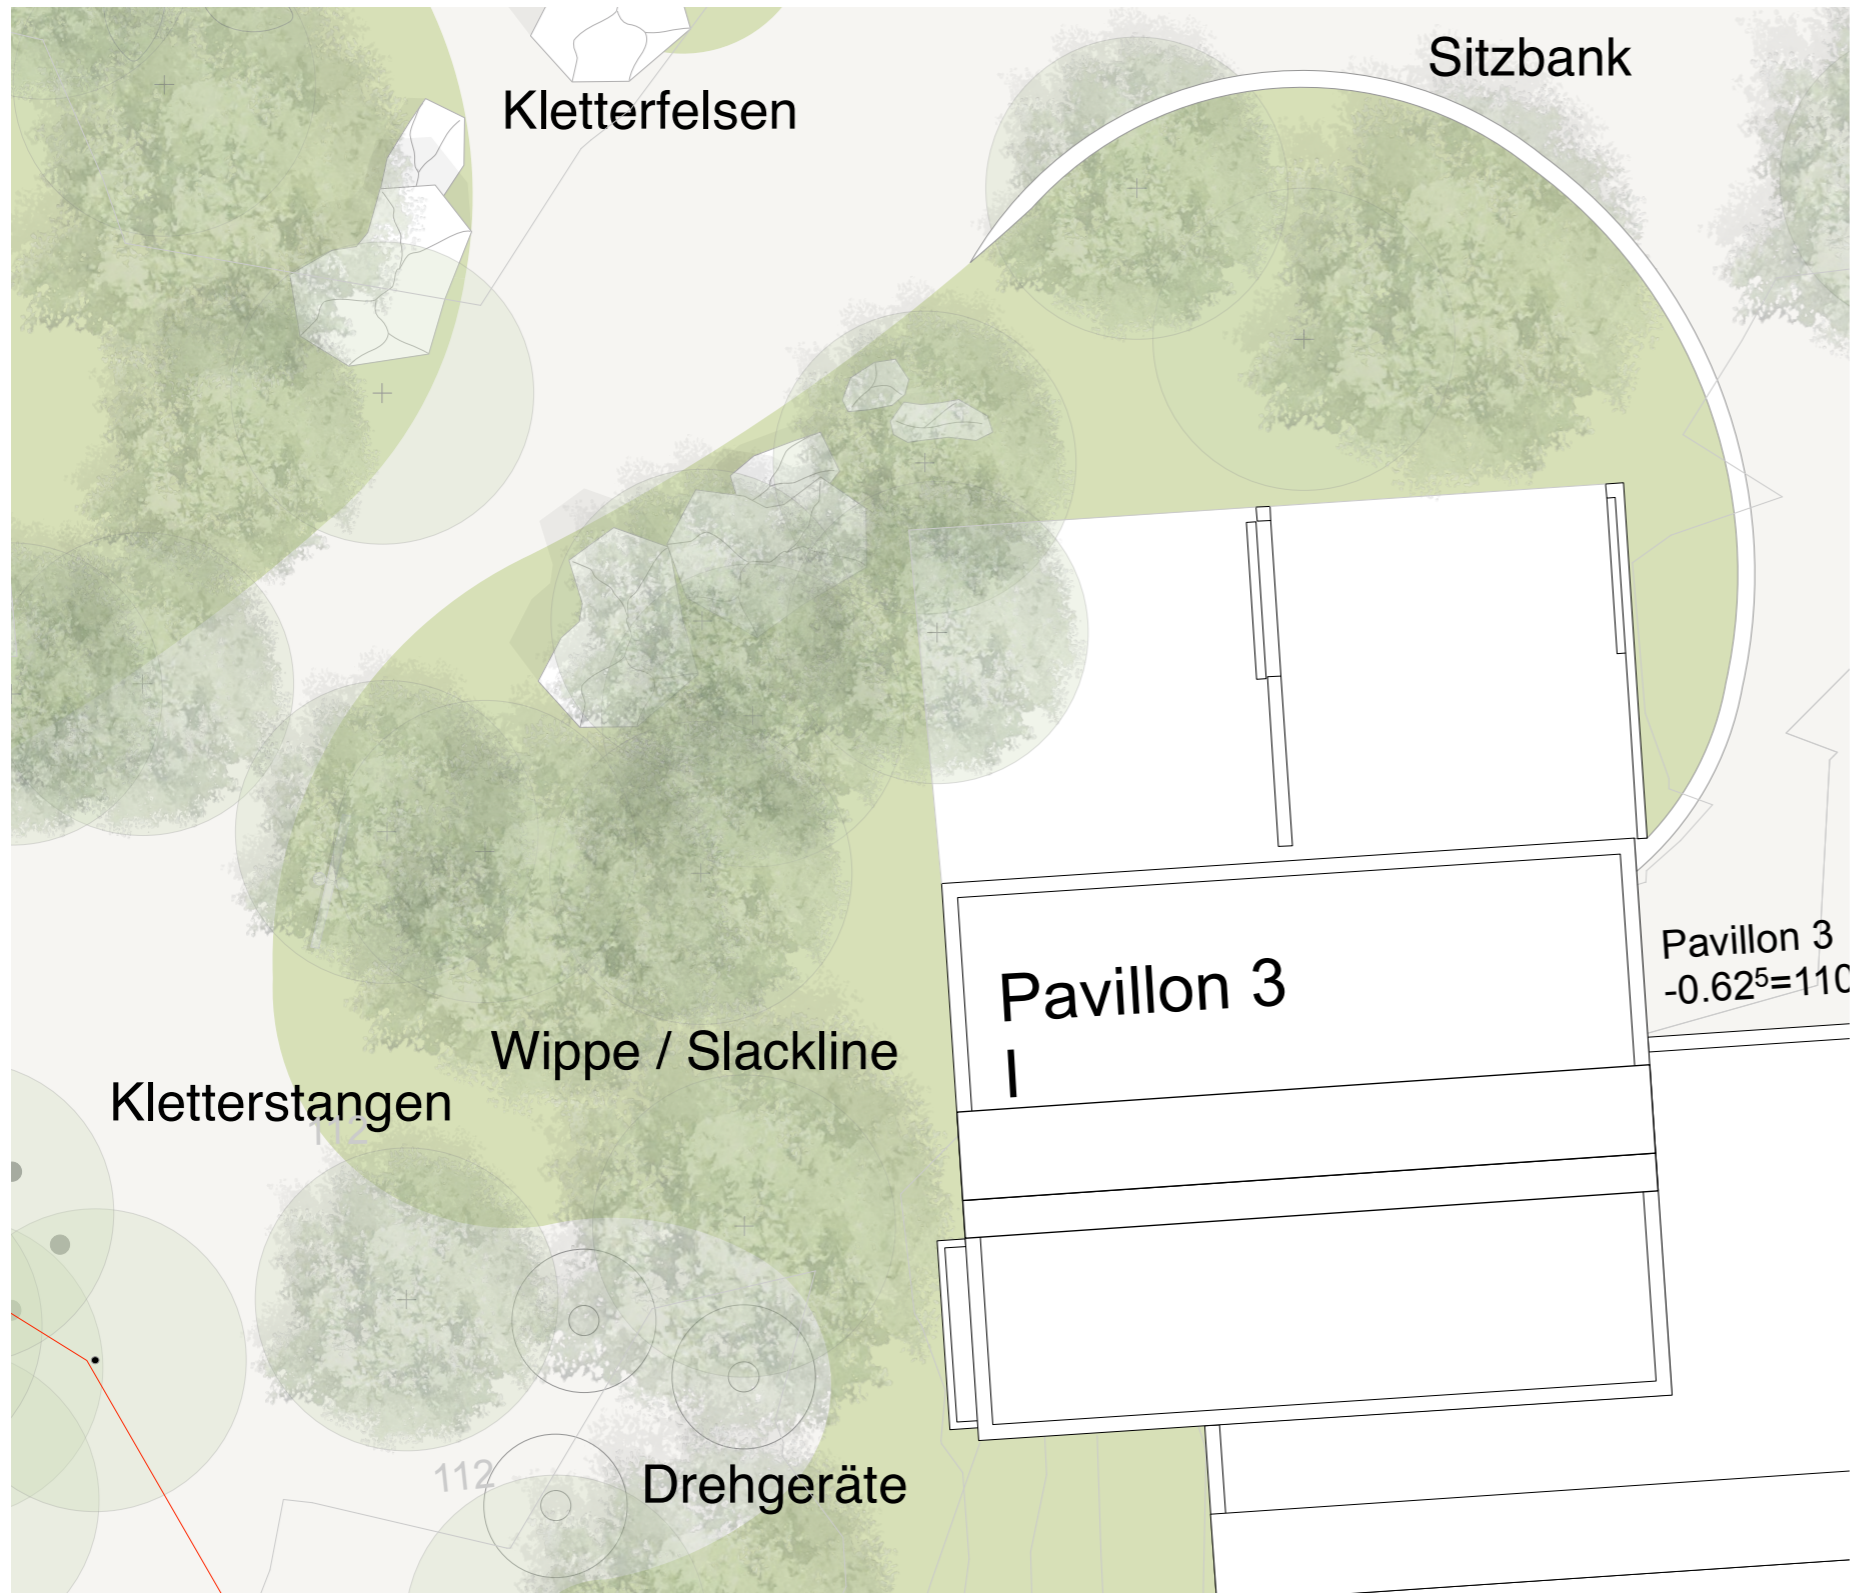 Sitzbank
Kletterfelsen
Pavillon 3
-0.62⁵=110
Pavillon 3
I
Wippe / Slackline
Kletterstangen
112
112
Drehgeräte